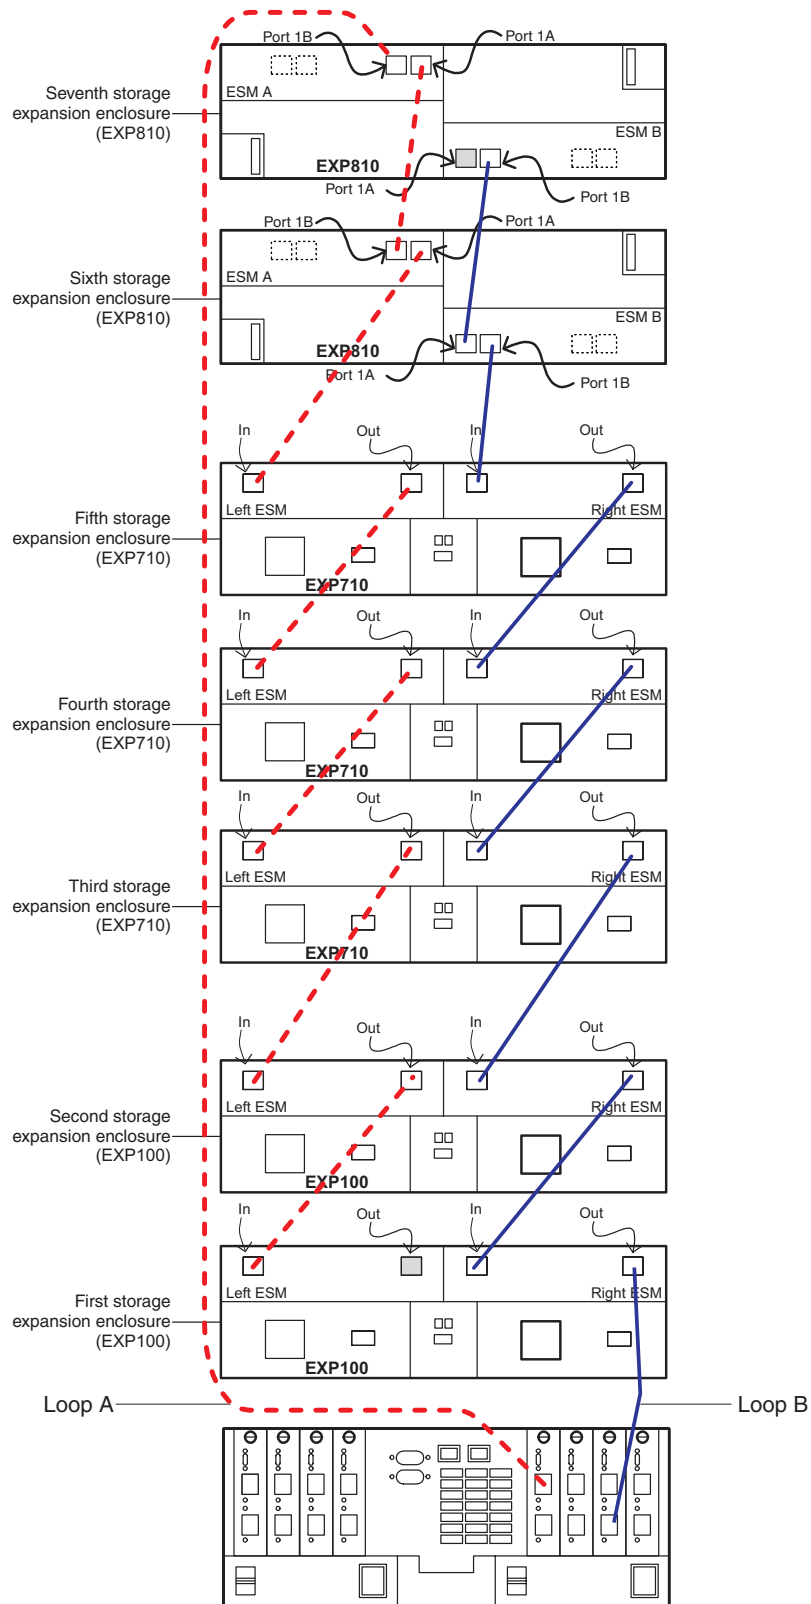 Port 1B
Port 1A
ESM A
Seventh storage
expansion enclosure
(EXP810)
ESM B
EXP810
Port 1A
Port 1B
Port 1B
Port 1A
ESM A
Sixth storage
expansion enclosure
(EXP810)
ESM B
EXP810
Port 1A
Port 1B
In
Out
In
Out
Left ESM
Right ESM
Fifth storage
expansion enclosure
(EXP710)
EXP710
In
Out
In
Out
Left ESM
Right ESM
Fourth storage
expansion enclosure
(EXP710)
EXP710
In
Out
In
Out
Left ESM
Right ESM
Third storage
expansion enclosure
(EXP710)
EXP710
In
Out
In
Out
Left ESM
Right ESM
Second storage
expansion enclosure
(EXP100)
EXP100
In
Out
In
Out
Left ESM
Right ESM
First storage
expansion enclosure
(EXP100)
EXP100
Loop A
Loop B